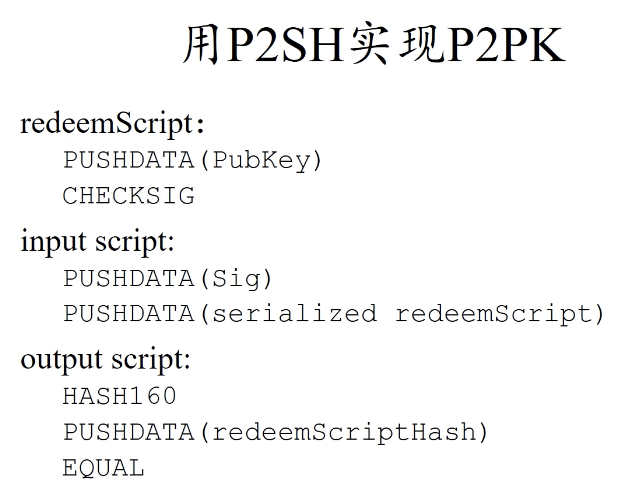 用P2SH实现P2PK
redeemScript:
PUSHDATA(PubKey)
CHECKSIG
input script:
PUSHDATA(Sig)
PUSHDATA(serialized redeemScript)
output script:
HASH160
PUSHDATA(redeemScriptHash)
EQUAL